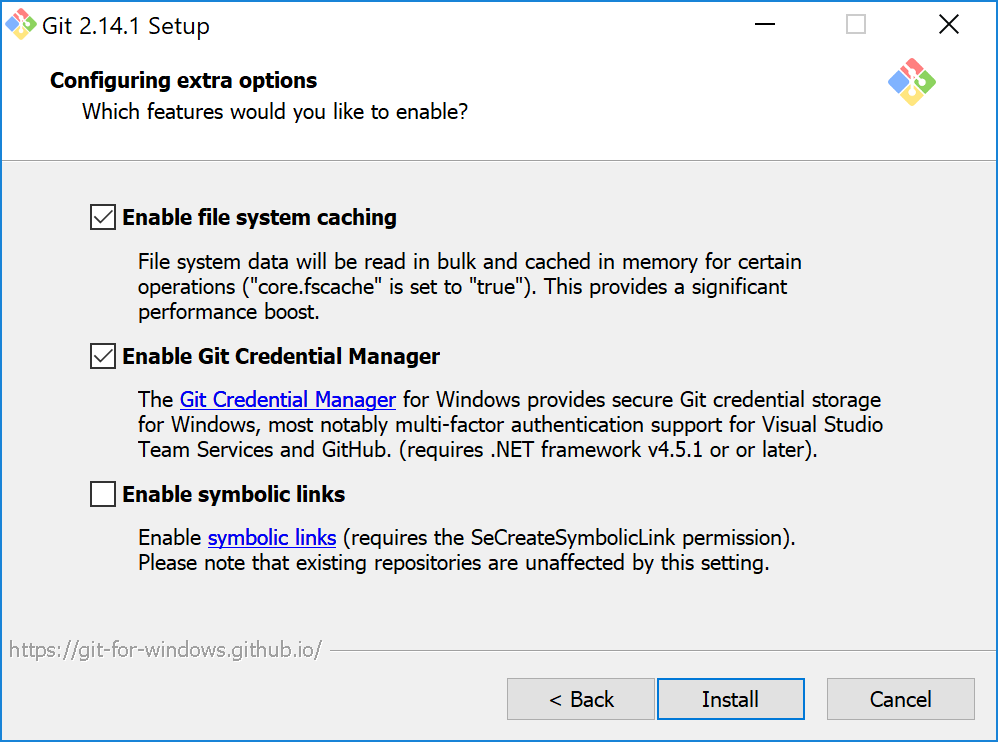 Git 2.14.1 Setup
Configuring extra options
Which features would you like to enable?
Enable file system caching
File system data will be read in bulk and cached in memory for certain
operations ("core.fscache" is set to "true"). This provides a significant
performance boost.
Enable Git Credential Manager
The Git Credential Manager for Windows provides secure Git credential storage
for Windows, most notably multi-factor authentication support for Visual Studio
Team Services and GitHub. (requires .NET framework v4.5.1 or or later).
Enable symbolic links
Enable symbolic links (requires the SeCreateSymbolicLink permission).
Please note that existing repositories are unaffected by this setting.
https://git-for-windows.github.io/
< Back Install Cancel